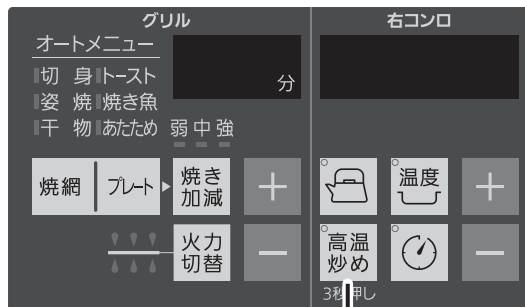 グリル
オートメニュー
切 身 トースト
姿 焼 焼き魚
干 物 あたため
分
弱 中 強
焼網 プレート
焼き
加減
+
火力
切替
−
右コンロ
温度
+
高温
炒め
−
3秒押し